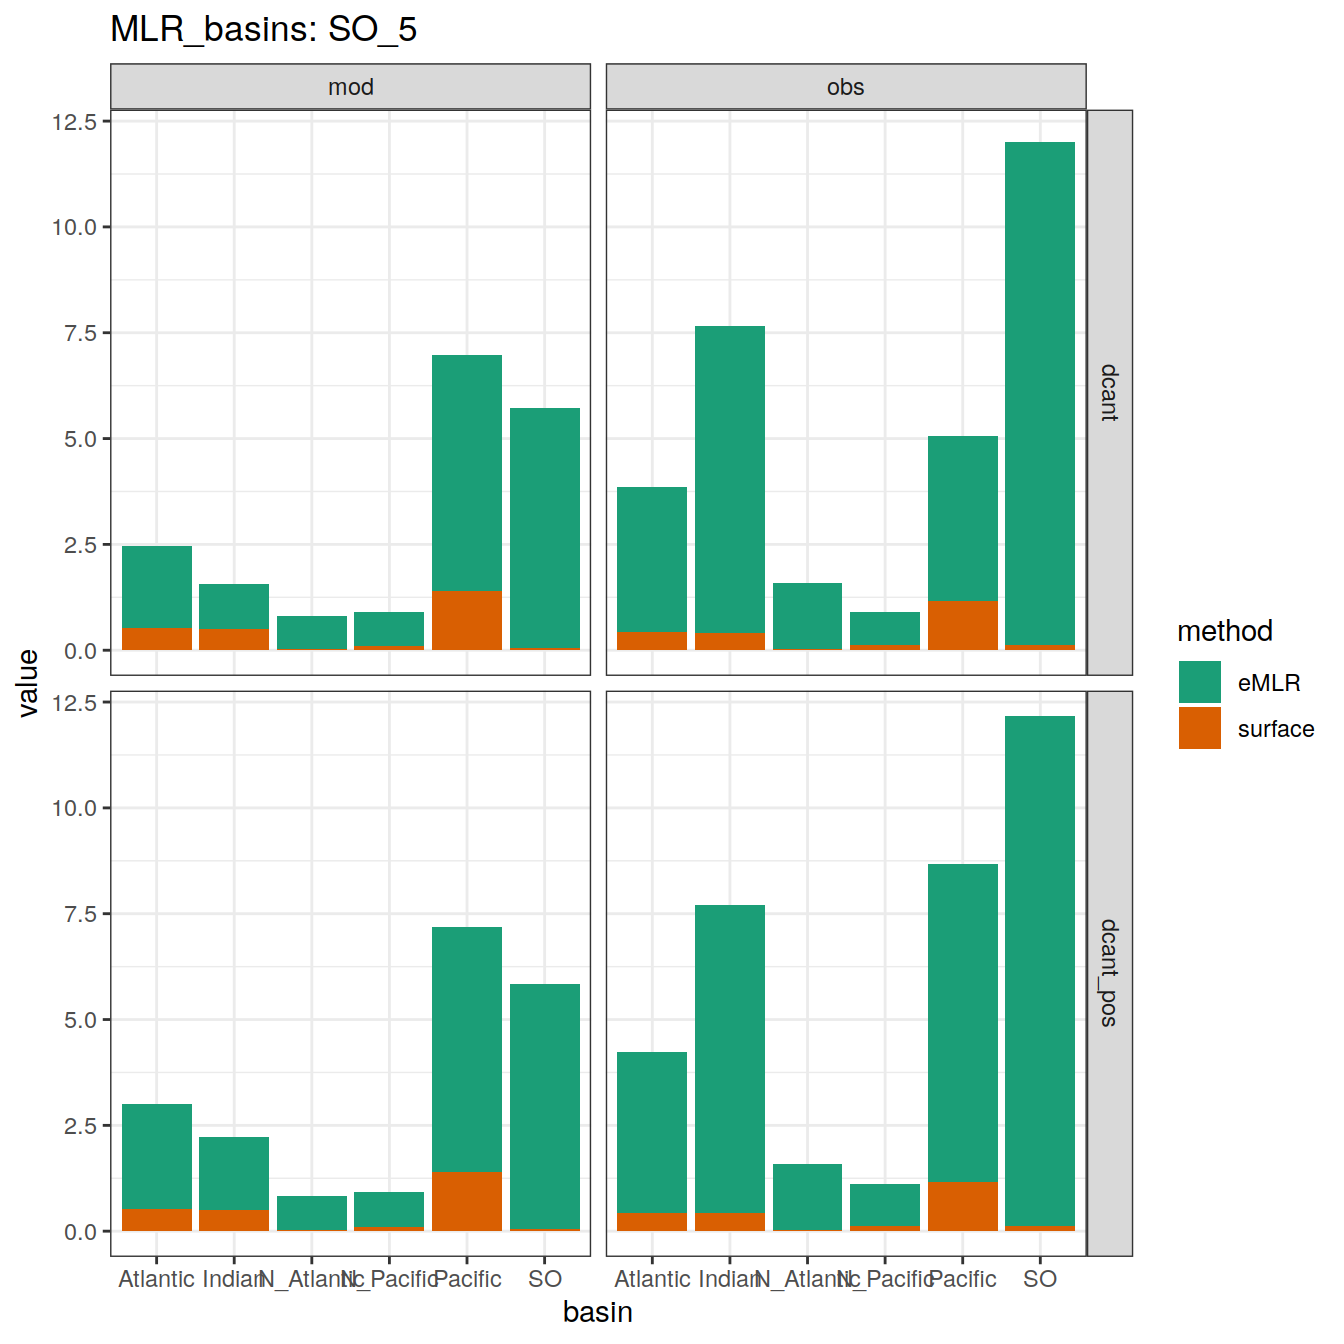 MLR_basins: SO_5
mod
obs
12.5
10.0
7.5
5.0
2.5
0.0
dcant
12.5
10.0
7.5
5.0
2.5
0.0
dcant_pos
value
Atlantic Indian N_Atlantic N_Pacific Pacific SO
Atlantic Indian N_Atlantic N_Pacific Pacific SO
basin
method
eMLR
surface